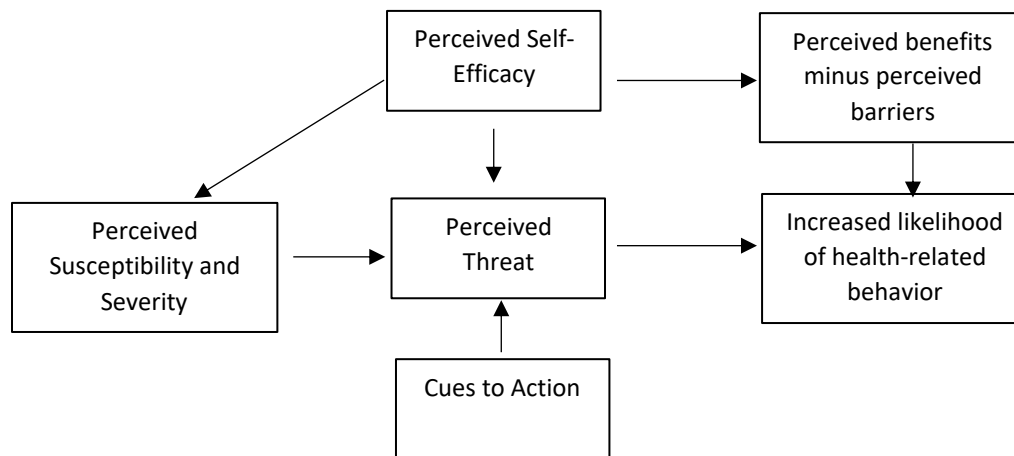 Perceived Self-
Efficacy
Perceived benefits
minus perceived
barriers
Perceived
Susceptibility and
Severity
Perceived
Threat
Increased likelihood
of health-related
behavior
Cues to Action